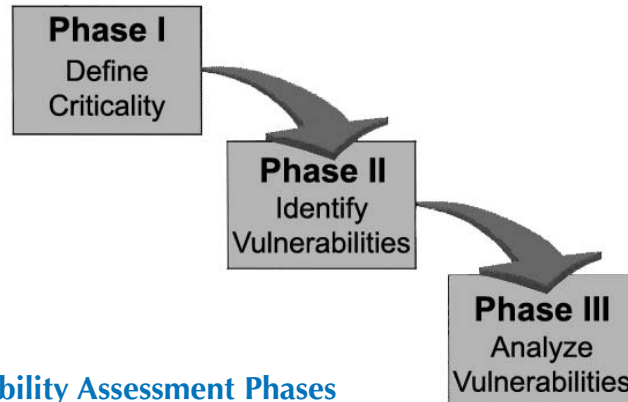 Phase I
Define
Criticality
Phase II
Identify
Vulnerabilities
Phase III
Analyze
Vulnerabilities
bility Assessment Phases